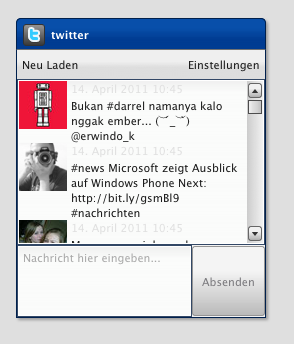 twitter
Neu Laden Einstellungen
14. April 2011 10:45
Bukan #darrel namanya kalo
nggak ember... (˘_˘)
@erwindo_k
14. April 2011 10:45
#news Microsoft zeigt Ausblick
auf Windows Phone Next:
http://bit.ly/gsmBl9
#nachrichten
14. April 2011 10:45
Nachricht hier eingeben...
Absenden